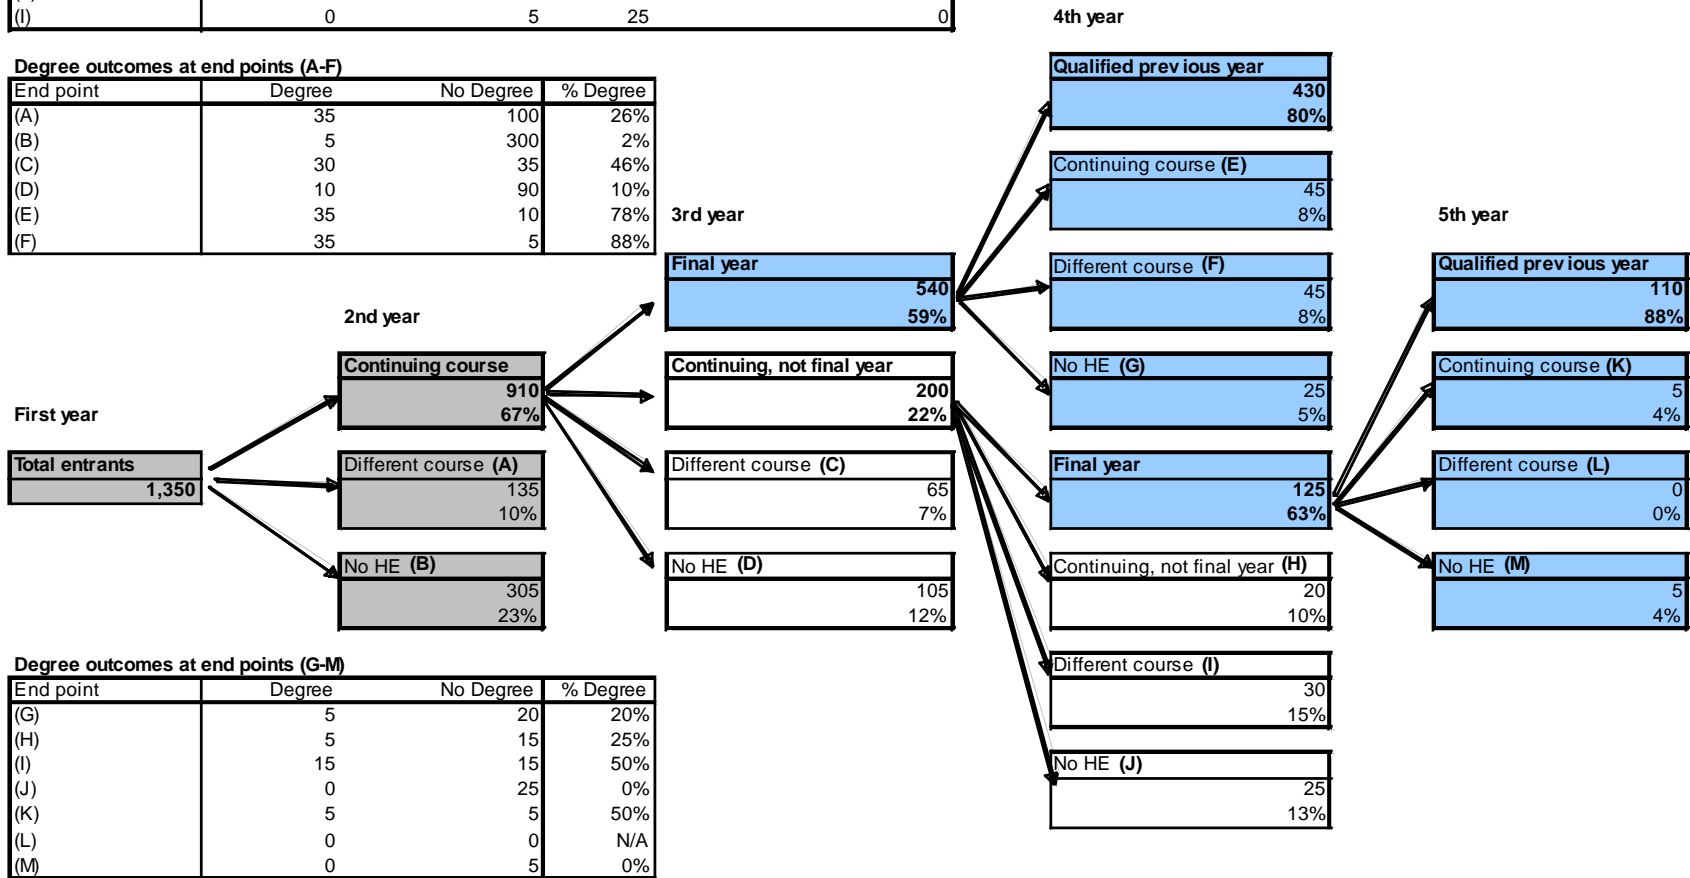 (I) 0 5 25 0
4th year
Degree outcomes at end points (A-F)
End point Degree No Degree % Degree
(A) 35 100 26%
(B) 5 300 2%
(C) 30 35 46%
(D) 10 90 10%
(E) 35 10 78%
(F) 35 5 88%
Qualified previous year
430
80%
Continuing course (E)
45
8%
3rd year
5th year
Final year
540
59%
Different course (F)
45
8%
Qualified previous year
110
88%
2nd year
Continuing course
910
67%
Continuing, not final year
200
22%
No HE (G)
25
5%
Continuing course (K)
5
4%
First year
Total entrants
1,350
Different course (A)
135
10%
Different course (C)
65
7%
Final year
125
63%
Different course (L)
0
0%
No HE (B)
305
23%
No HE (D)
105
12%
Continuing, not final year (H)
20
10%
No HE (M)
5
4%
Different course (I)
30
15%
No HE (J)
25
13%
Degree outcomes at end points (G-M)
End point Degree No Degree % Degree
(G) 5 20 20%
(H) 5 15 25%
(I) 15 15 50%
(J) 0 25 0%
(K) 5 5 50%
(L) 0 0 N/A
(M) 0 5 0%